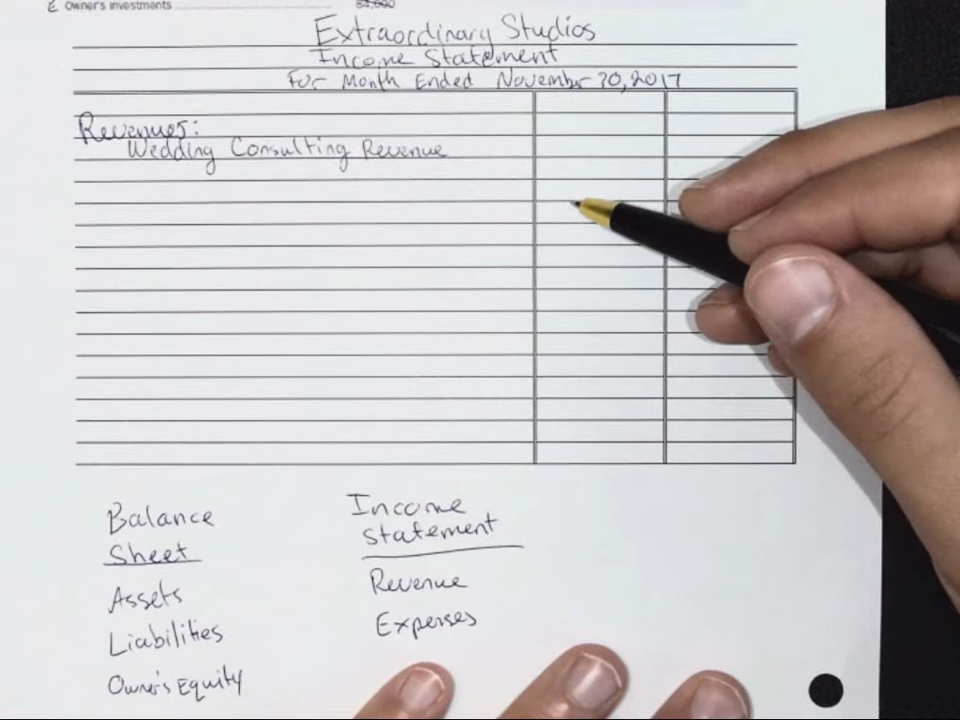 E Owner's investments
Extraordinary Studios
Income Statement
For Month Ended November 30, 2017
Revenues:
Wedding Consulting Revenue
Balance
Sheet
Assets
Liabilities
Owner's Equity
Income
Statement
Revenue
Expenses